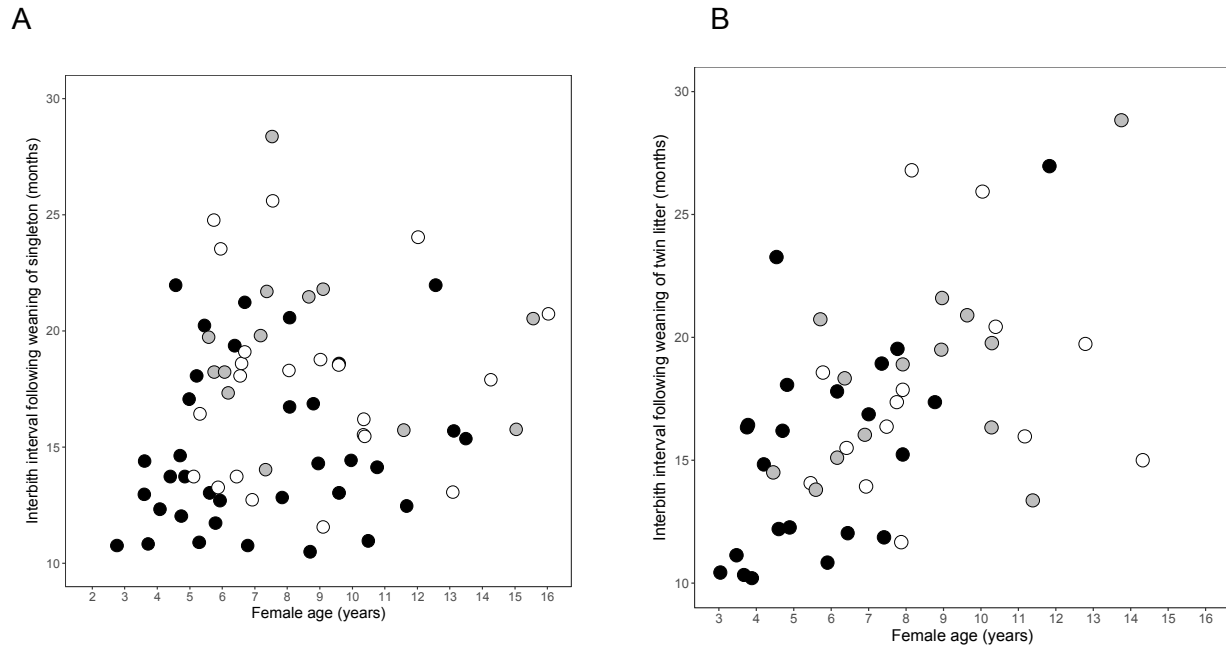 A
B
Interbith interval following weaning of singleton (months)
30
25
20
15
10
2 3 4 5 6 7 8 9 10 11 12 13 14 15 16
Female age (years)
Interbith interval following weaning of twin litter (months)
30
25
20
15
10
3 4 5 6 7 8 9 10 11 12 13 14 15 16
Female age (years)